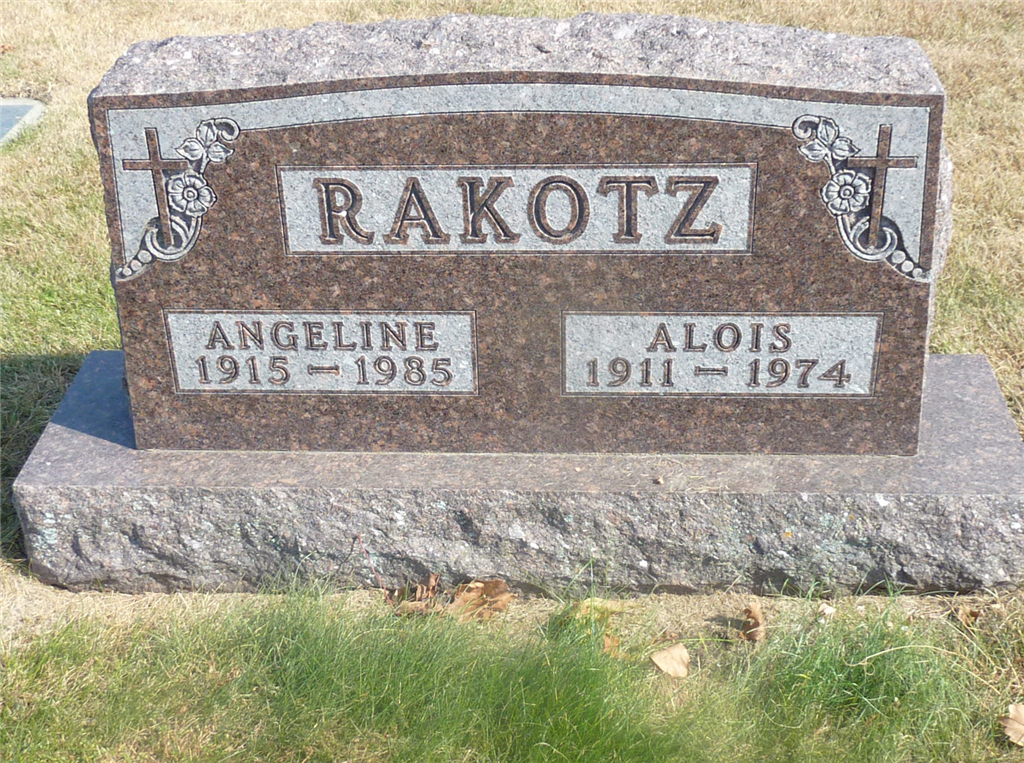 RAKOTZ
ANGELINE
1915 – 1985
ALOIS
1911 – 1974